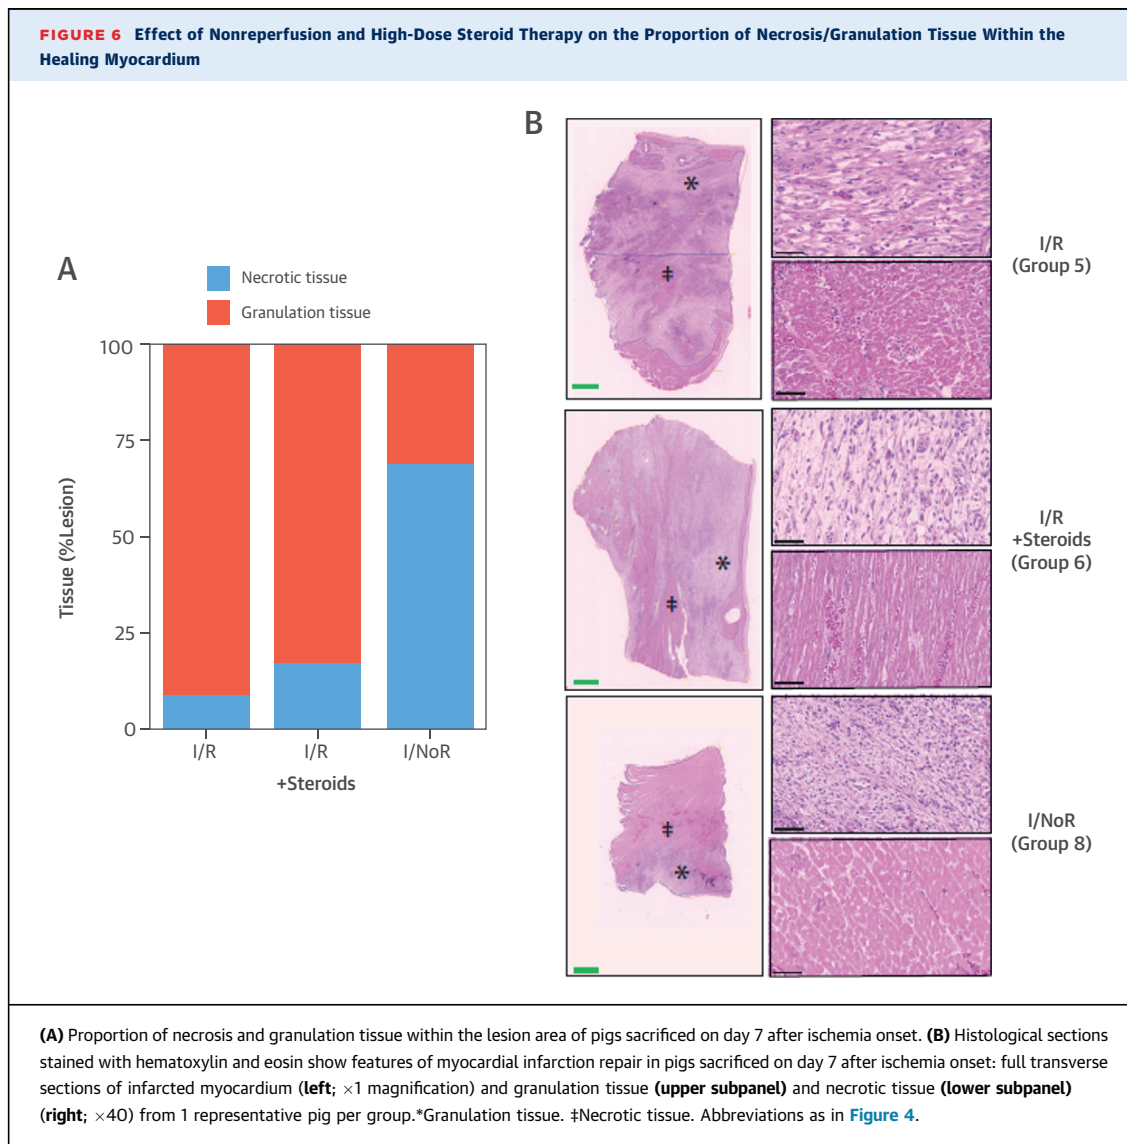 FIGURE 6 Effect of Nonreperfusion and High-Dose Steroid Therapy on the Proportion of Necrosis/Granulation Tissue Within the
Healing Myocardium
A
Necrotic tissue
Granulation tissue
Tissue (%Lesion)
100
75
50
25
0
I/R
I/R
+Steroids
I/NoR
B
*
‡
I/R
(Group 5)
*
‡
I/R
+Steroids
(Group 6)
‡
*
I/NoR
(Group 8)
(A) Proportion of necrosis and granulation tissue within the lesion area of pigs sacrificed on day 7 after ischemia onset. (B) Histological sections
stained with hematoxylin and eosin show features of myocardial infarction repair in pigs sacrificed on day 7 after ischemia onset: full transverse
sections of infarcted myocardium (left; ×1 magnification) and granulation tissue (upper subpanel) and necrotic tissue (lower subpanel)
(right; ×40) from 1 representative pig per group.*Granulation tissue. ‡Necrotic tissue. Abbreviations as in Figure 4.